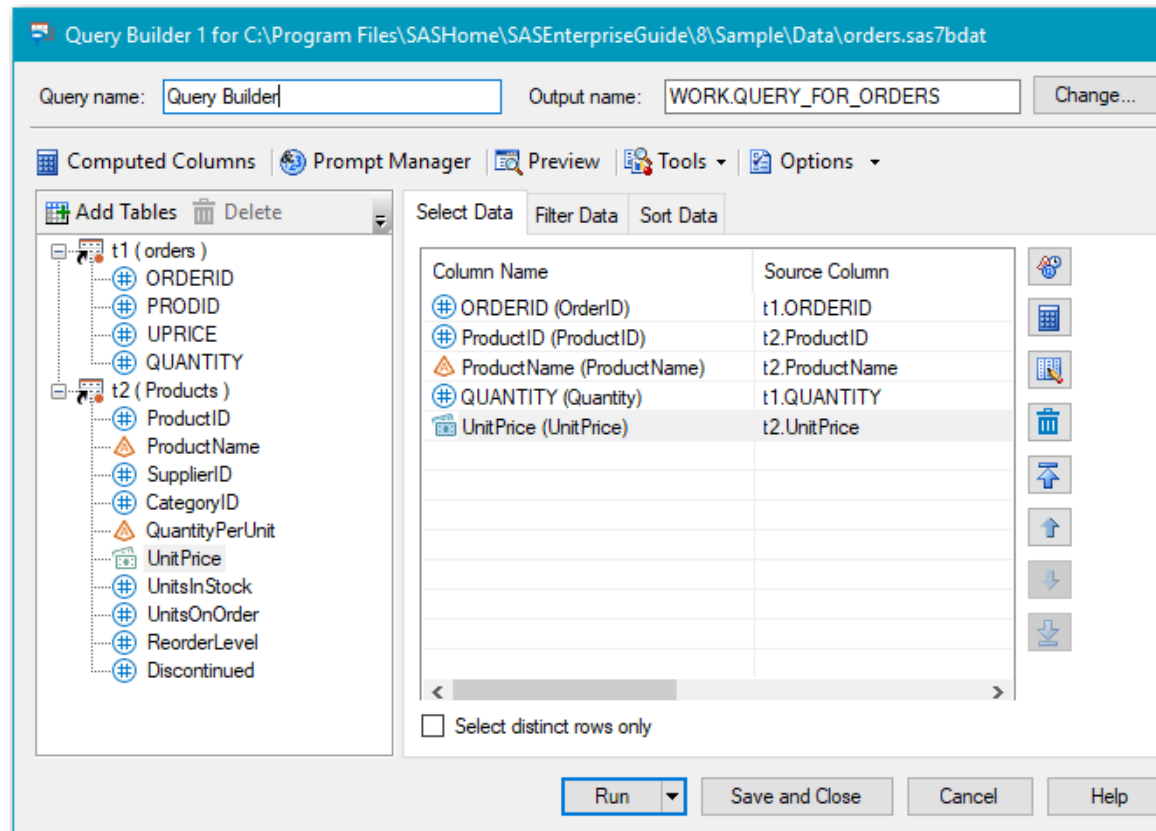 Query Builder 1 for C:\Program Files\SASHome\SASEnterpriseGuide\8\Sample\Data\orders.sas7bdat
Query name: Query Builder Output name: WORK.QUERY_FOR_ORDERS Change...
Computed Columns Prompt Manager Preview Tools Options
Add Tables Delete
t1 ( orders )
ORDERID
PRODID
UPRICE
QUANTITY
t2 ( Products )
ProductID
ProductName
SupplierID
CategoryID
QuantityPerUnit
UnitPrice
UnitsInStock
UnitsOnOrder
ReorderLevel
Discontinued
Select Data Filter Data Sort Data
Column Name Source Column
ORDERID (OrderID) t1.ORDERID
ProductID (ProductID) t2.ProductID
ProductName (ProductName) t2.ProductName
QUANTITY (Quantity) t1.QUANTITY
UnitPrice (UnitPrice) t2.UnitPrice
Select distinct rows only
Run Save and Close Cancel Help